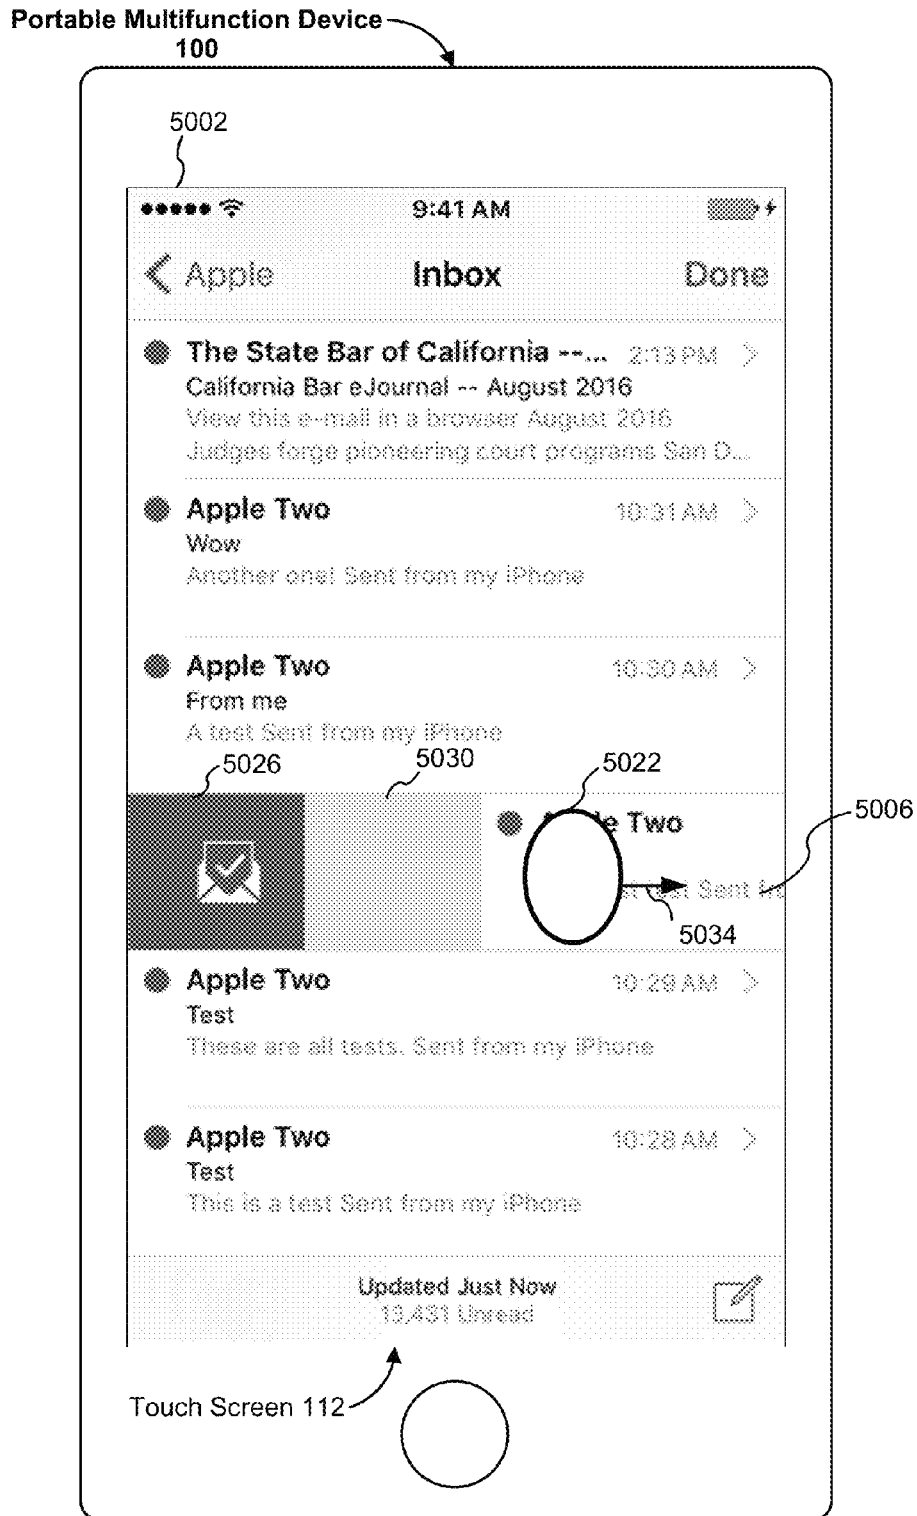 Portable Multifunction Device
100
5002
9:41 AM
Apple
Inbox
Done
The State Bar of California --... 2:13 PM
California Bar eJournal -- August 2016
View this e-mail in a browser August 2016
Judges forge pioneering court programs San D...
Apple Two 10:31 AM
Wow
Another one! Sent from my iPhone
Apple Two 10:30 AM
From me
A test Sent from my iPhone
5026
5030
5022
5006
Two
test Sent
5034
Apple Two 10:29 AM
Test
These are all tests. Sent from my iPhone
Apple Two 10:28 AM
Test
This is a test Sent from my iPhone
Updated Just Now
13,431 Unread
Touch Screen 112